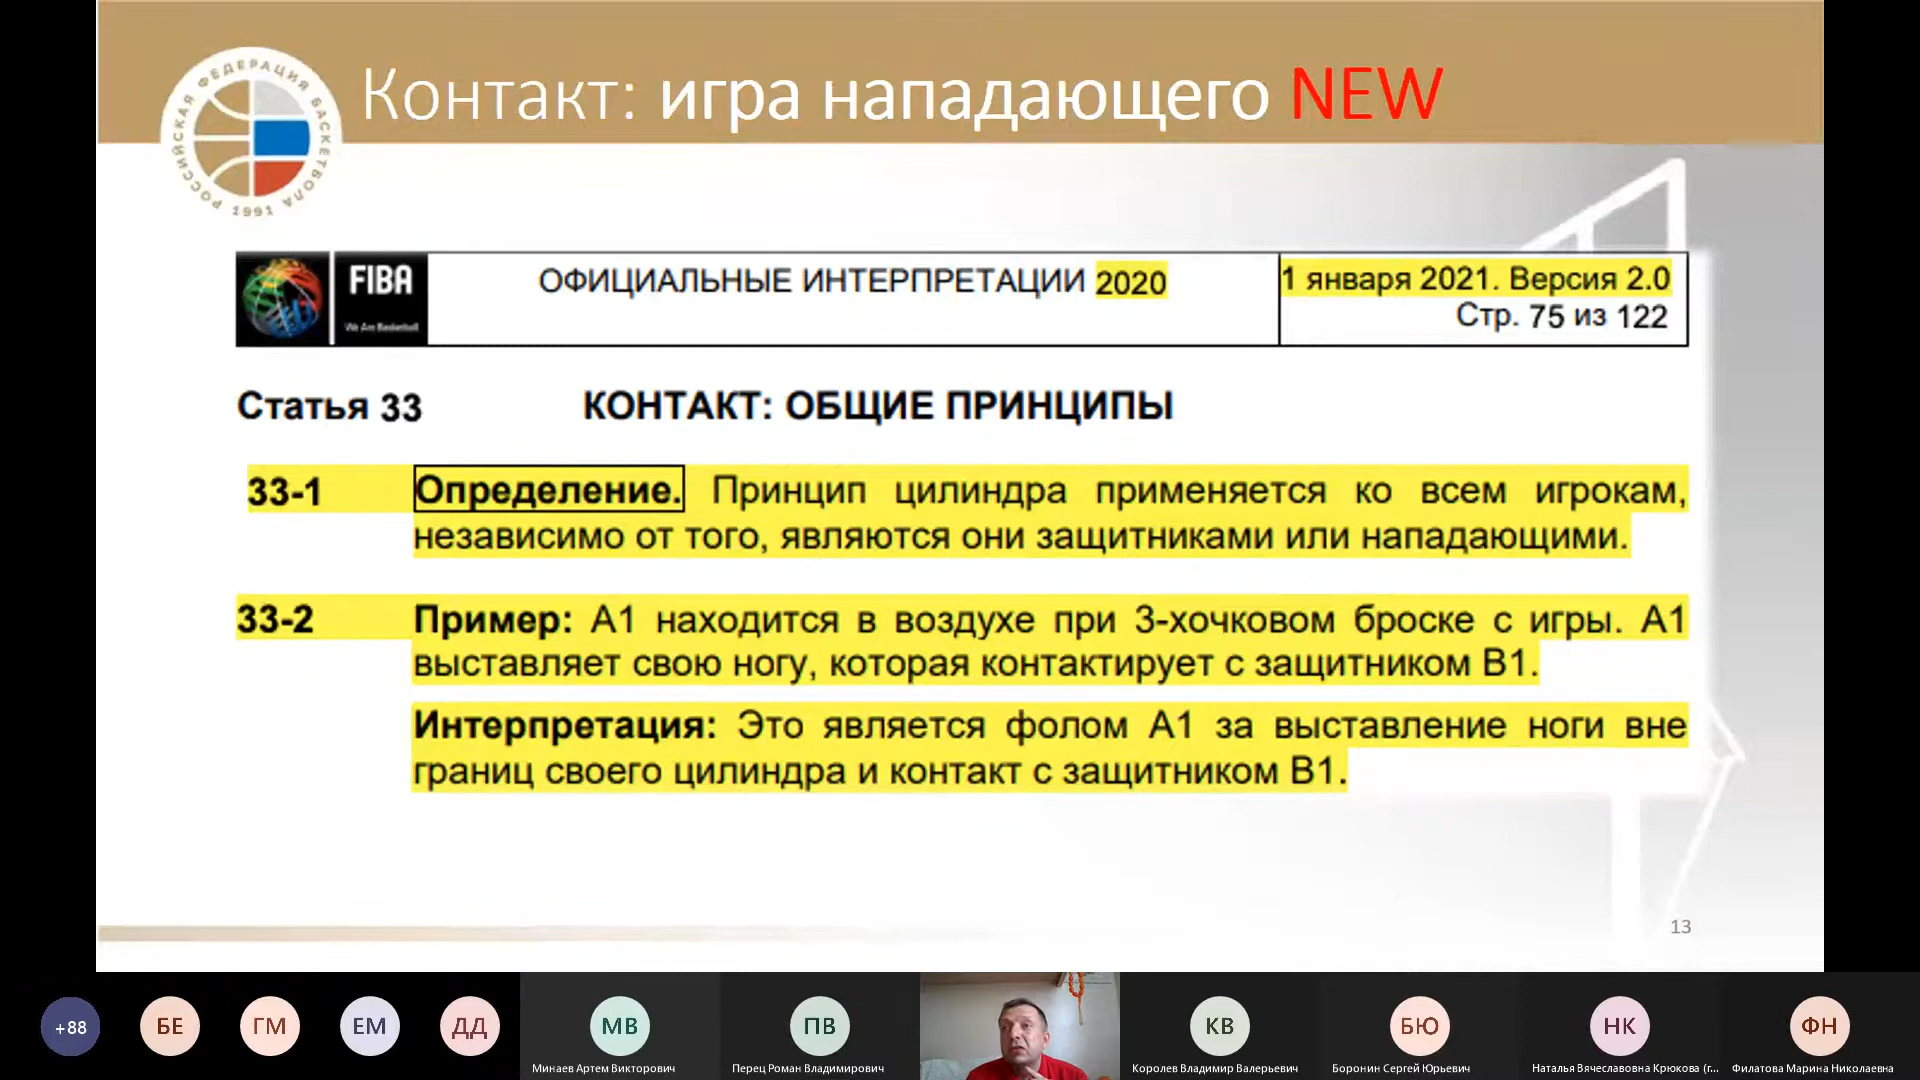 Контакт: игра нападающего NEW
РОССИЙСКАЯ ФЕДЕРАЦИЯ БАСКЕТБОЛА
1991
FIBA
We Are Basketball
ОФИЦИАЛЬНЫЕ ИНТЕРПРЕТАЦИИ 2020
1 января 2021. Версия 2.0
Стр. 75 из 122
Статья 33 КОНТАКТ: ОБЩИЕ ПРИНЦИПЫ
33-1 Определение. Принцип цилиндра применяется ко всем игрокам,
независимо от того, являются они защитниками или нападающими.
33-2 Пример: А1 находится в воздухе при 3-хочковом броске с игры. А1
выставляет свою ногу, которая контактирует с защитником В1.
Интерпретация: Это является фолом А1 за выставление ноги вне
границ своего цилиндра и контакт с защитником В1.
13
+88 БЕ ГМ ЕМ ДД МВ ПВ КВ БЮ НК ФН
Минаев Артем Викторович Перец Роман Владимирович Королев Владимир Валерьевич Боронин Сергей Юрьевич Наталья Вячеславовна Крюкова (г... Филатова Марина Николаевна